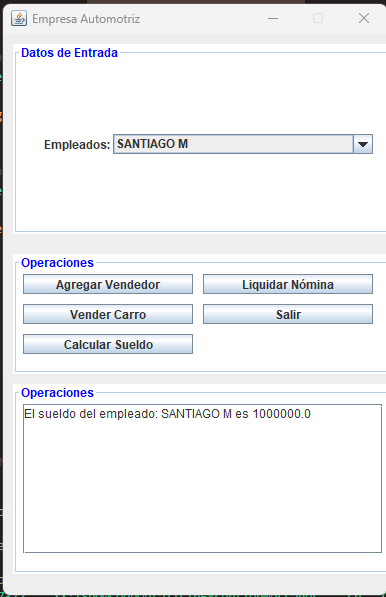 Empresa Automotriz
Datos de Entrada
Empleados: SANTIAGO M
Operaciones
Agregar Vendedor Liquidar Nómina
Vender Carro Salir
Calcular Sueldo
Operaciones
El sueldo del empleado: SANTIAGO M es 1000000.0